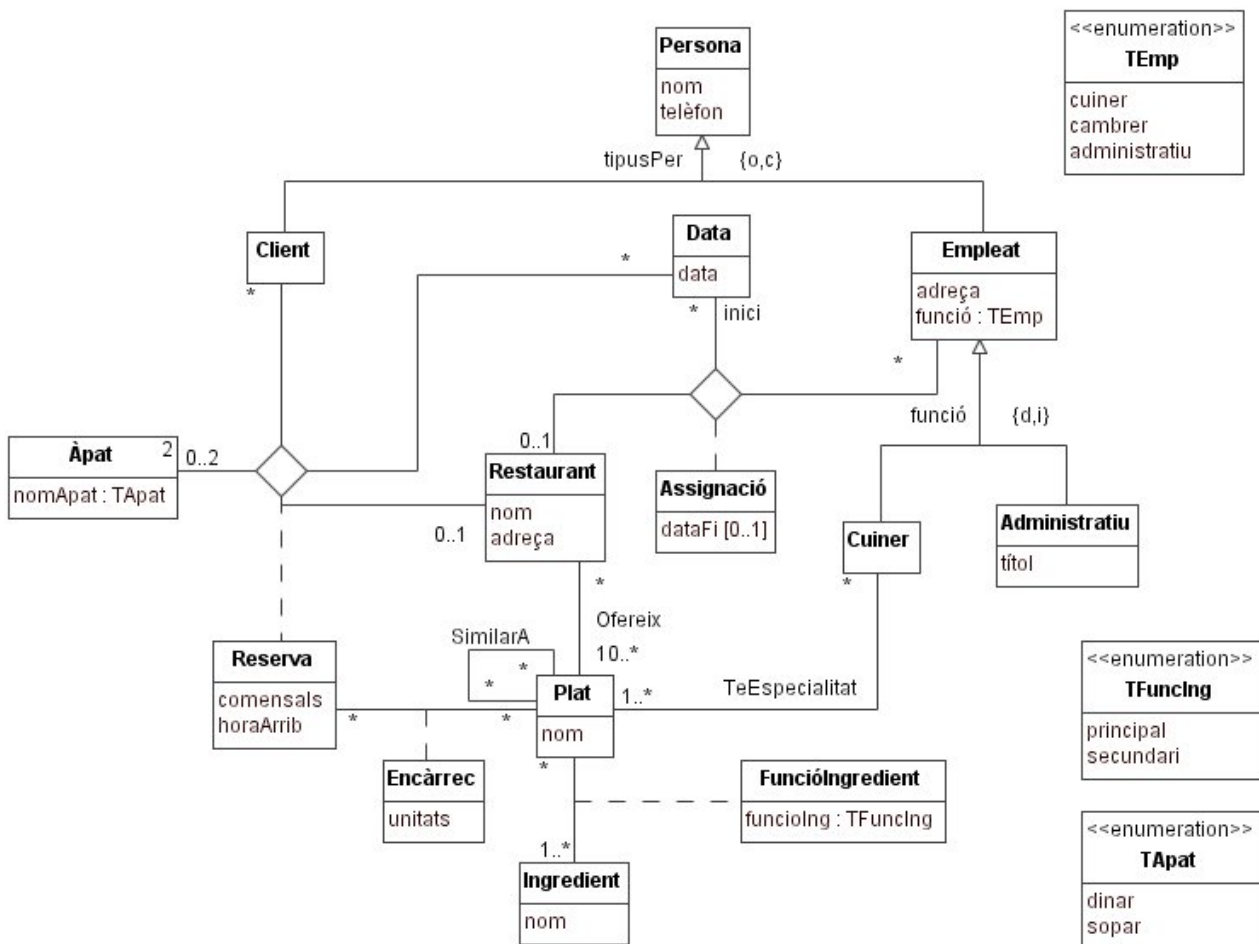 Persona
nom
telèfon
<<enumeration>>
TEmp
cuiner
cambrer
administratiu
tipusPer
{o,c}
Client
*
Data
data
*
*
inici
Empleat
adreça
funció : TEmp
*
funció
{d,i}
Àpat
2
nomApat : TApat
0..2
0..1
0..1
Restaurant
nom
adreça
*
Assignació
dataFi [0..1]
Cuiner
*
Administratiu
títol
Ofereix
10..*
SimilarA
*
*
Reserva
comensals
horaArrib
*
*
Plat
nom
*
1..*
TeEspecialitat
<<enumeration>>
TFuncIng
principal
secundari
Encàrrec
unitats
FuncióIngredient
funcioIng : TFuncIng
1..*
Ingredient
nom
<<enumeration>>
TApat
dinar
sopar